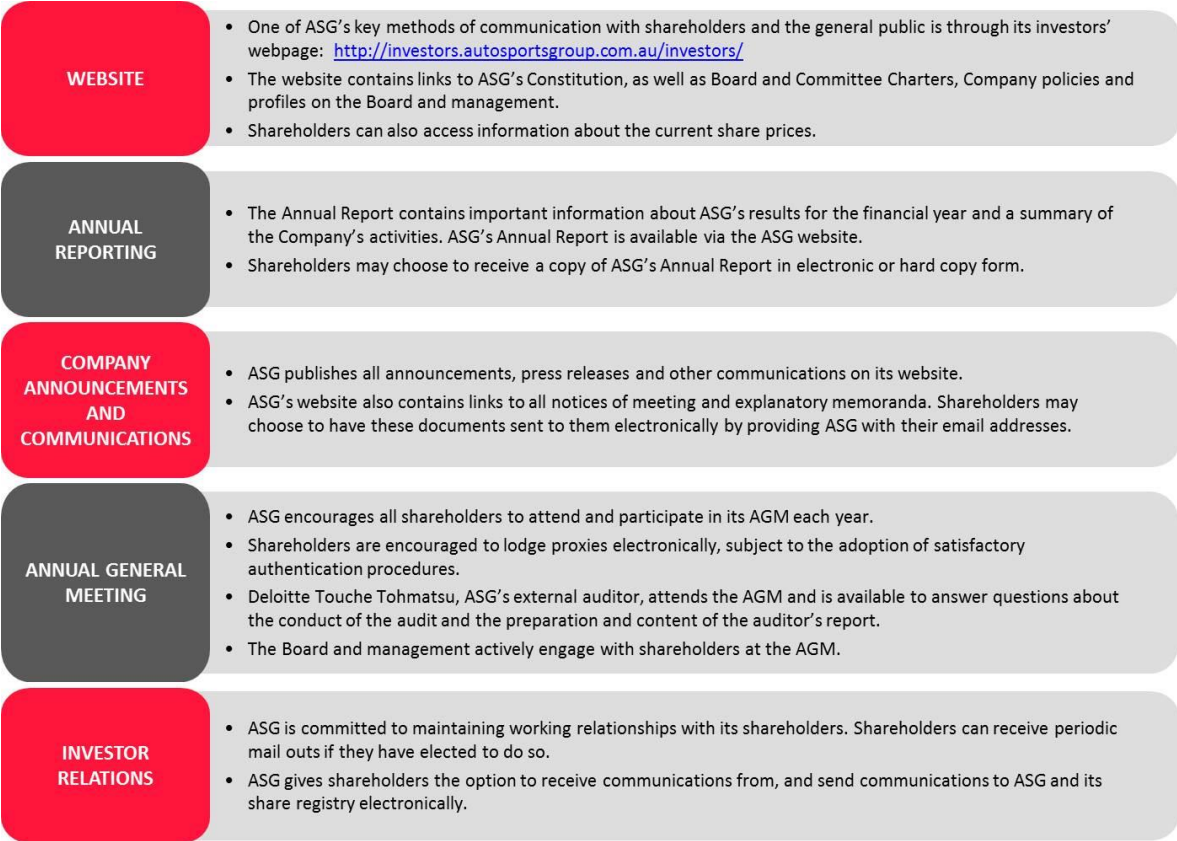 WEBSITE
• One of ASG’s key methods of communication with shareholders and the general public is through its investors’
webpage: http://investors.autosportsgroup.com.au/investors/
• The website contains links to ASG’s Constitution, as well as Board and Committee Charters, Company policies and
profiles on the Board and management.
• Shareholders can also access information about the current share prices.
ANNUAL
REPORTING
• The Annual Report contains important information about ASG’s results for the financial year and a summary of
the Company’s activities. ASG’s Annual Report is available via the ASG website.
• Shareholders may choose to receive a copy of ASG’s Annual Report in electronic or hard copy form.
COMPANY
ANNOUNCEMENTS
AND
COMMUNICATIONS
• ASG publishes all announcements, press releases and other communications on its website.
• ASG’s website also contains links to all notices of meeting and explanatory memoranda. Shareholders may
choose to have these documents sent to them electronically by providing ASG with their email addresses.
ANNUAL GENERAL
MEETING
• ASG encourages all shareholders to attend and participate in its AGM each year.
• Shareholders are encouraged to lodge proxies electronically, subject to the adoption of satisfactory
authentication procedures.
• Deloitte Touche Tohmatsu, ASG’s external auditor, attends the AGM and is available to answer questions about
the conduct of the audit and the preparation and content of the auditor’s report.
• The Board and management actively engage with shareholders at the AGM.
INVESTOR
RELATIONS
• ASG is committed to maintaining working relationships with its shareholders. Shareholders can receive periodic
mail outs if they have elected to do so.
• ASG gives shareholders the option to receive communications from, and send communications to ASG and its
share registry electronically.